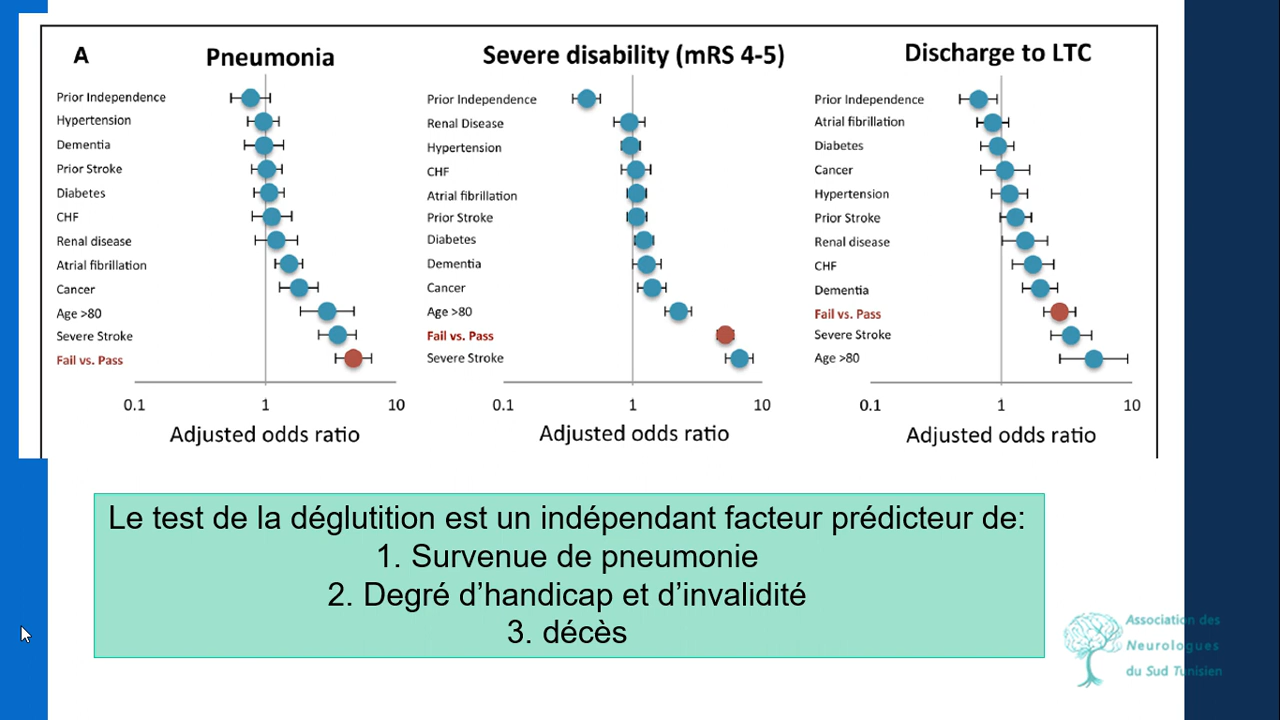 A
Pneumonia
Prior Independence
Hypertension
Dementia
Prior Stroke
Diabetes
CHF
Renal disease
Atrial fibrillation
Cancer
Age >80
Severe Stroke
Fail vs. Pass
0.1 1 10
Adjusted odds ratio
Severe disability (mRS 4-5)
Prior Independence
Renal Disease
Hypertension
CHF
Atrial fibrillation
Prior Stroke
Diabetes
Dementia
Cancer
Age >80
Fail vs. Pass
Severe Stroke
0.1 1 10
Adjusted odds ratio
Discharge to LTC
Prior Independence
Atrial fibrillation
Diabetes
Cancer
Hypertension
Prior Stroke
Renal disease
CHF
Dementia
Fail vs. Pass
Severe Stroke
Age >80
0.1 1 10
Adjusted odds ratio
Le test de la déglutition est un indépendant facteur prédicteur de:
1. Survenue de pneumonie
2. Degré d’handicap et d’invalidité
3. décès
Association des
Neurologues
du Sud Tunisien